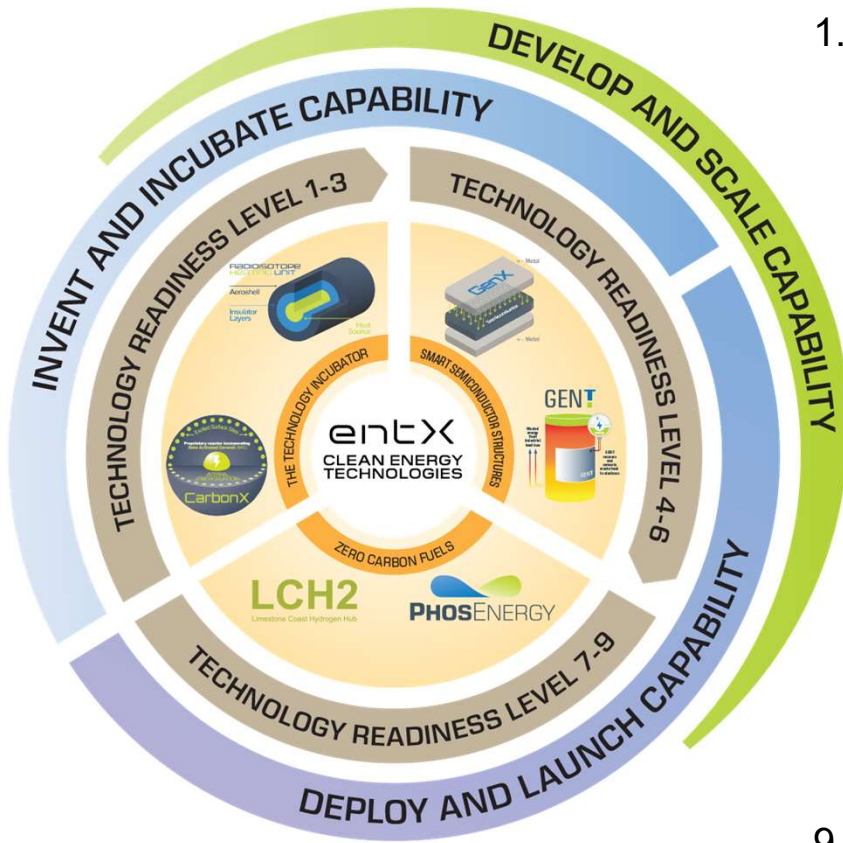 1.
DEVELOP AND SCALE CAPABILITY
INVENT AND INCUBATE CAPABILITY
TECHNOLOGY READINESS LEVEL 1-3
TECHNOLOGY READINESS LEVEL 4-6
RADIOISOTOPE
HEATING UNIT
Aeroshell
Insulator
Layers
Heat
Source
Metal
GenX
Metal
THE TECHNOLOGY INCUBATOR
SMART SEMICONDUCTOR STRUCTURES
entX
CLEAN ENERGY
TECHNOLOGIES
CarbonX
GENT
ZERO CARBON FUELS
LCH2
Limestone Coast Hydrogen Hub
PHOSENERGY
TECHNOLOGY READINESS LEVEL 7-9
DEPLOY AND LAUNCH CAPABILITY
9